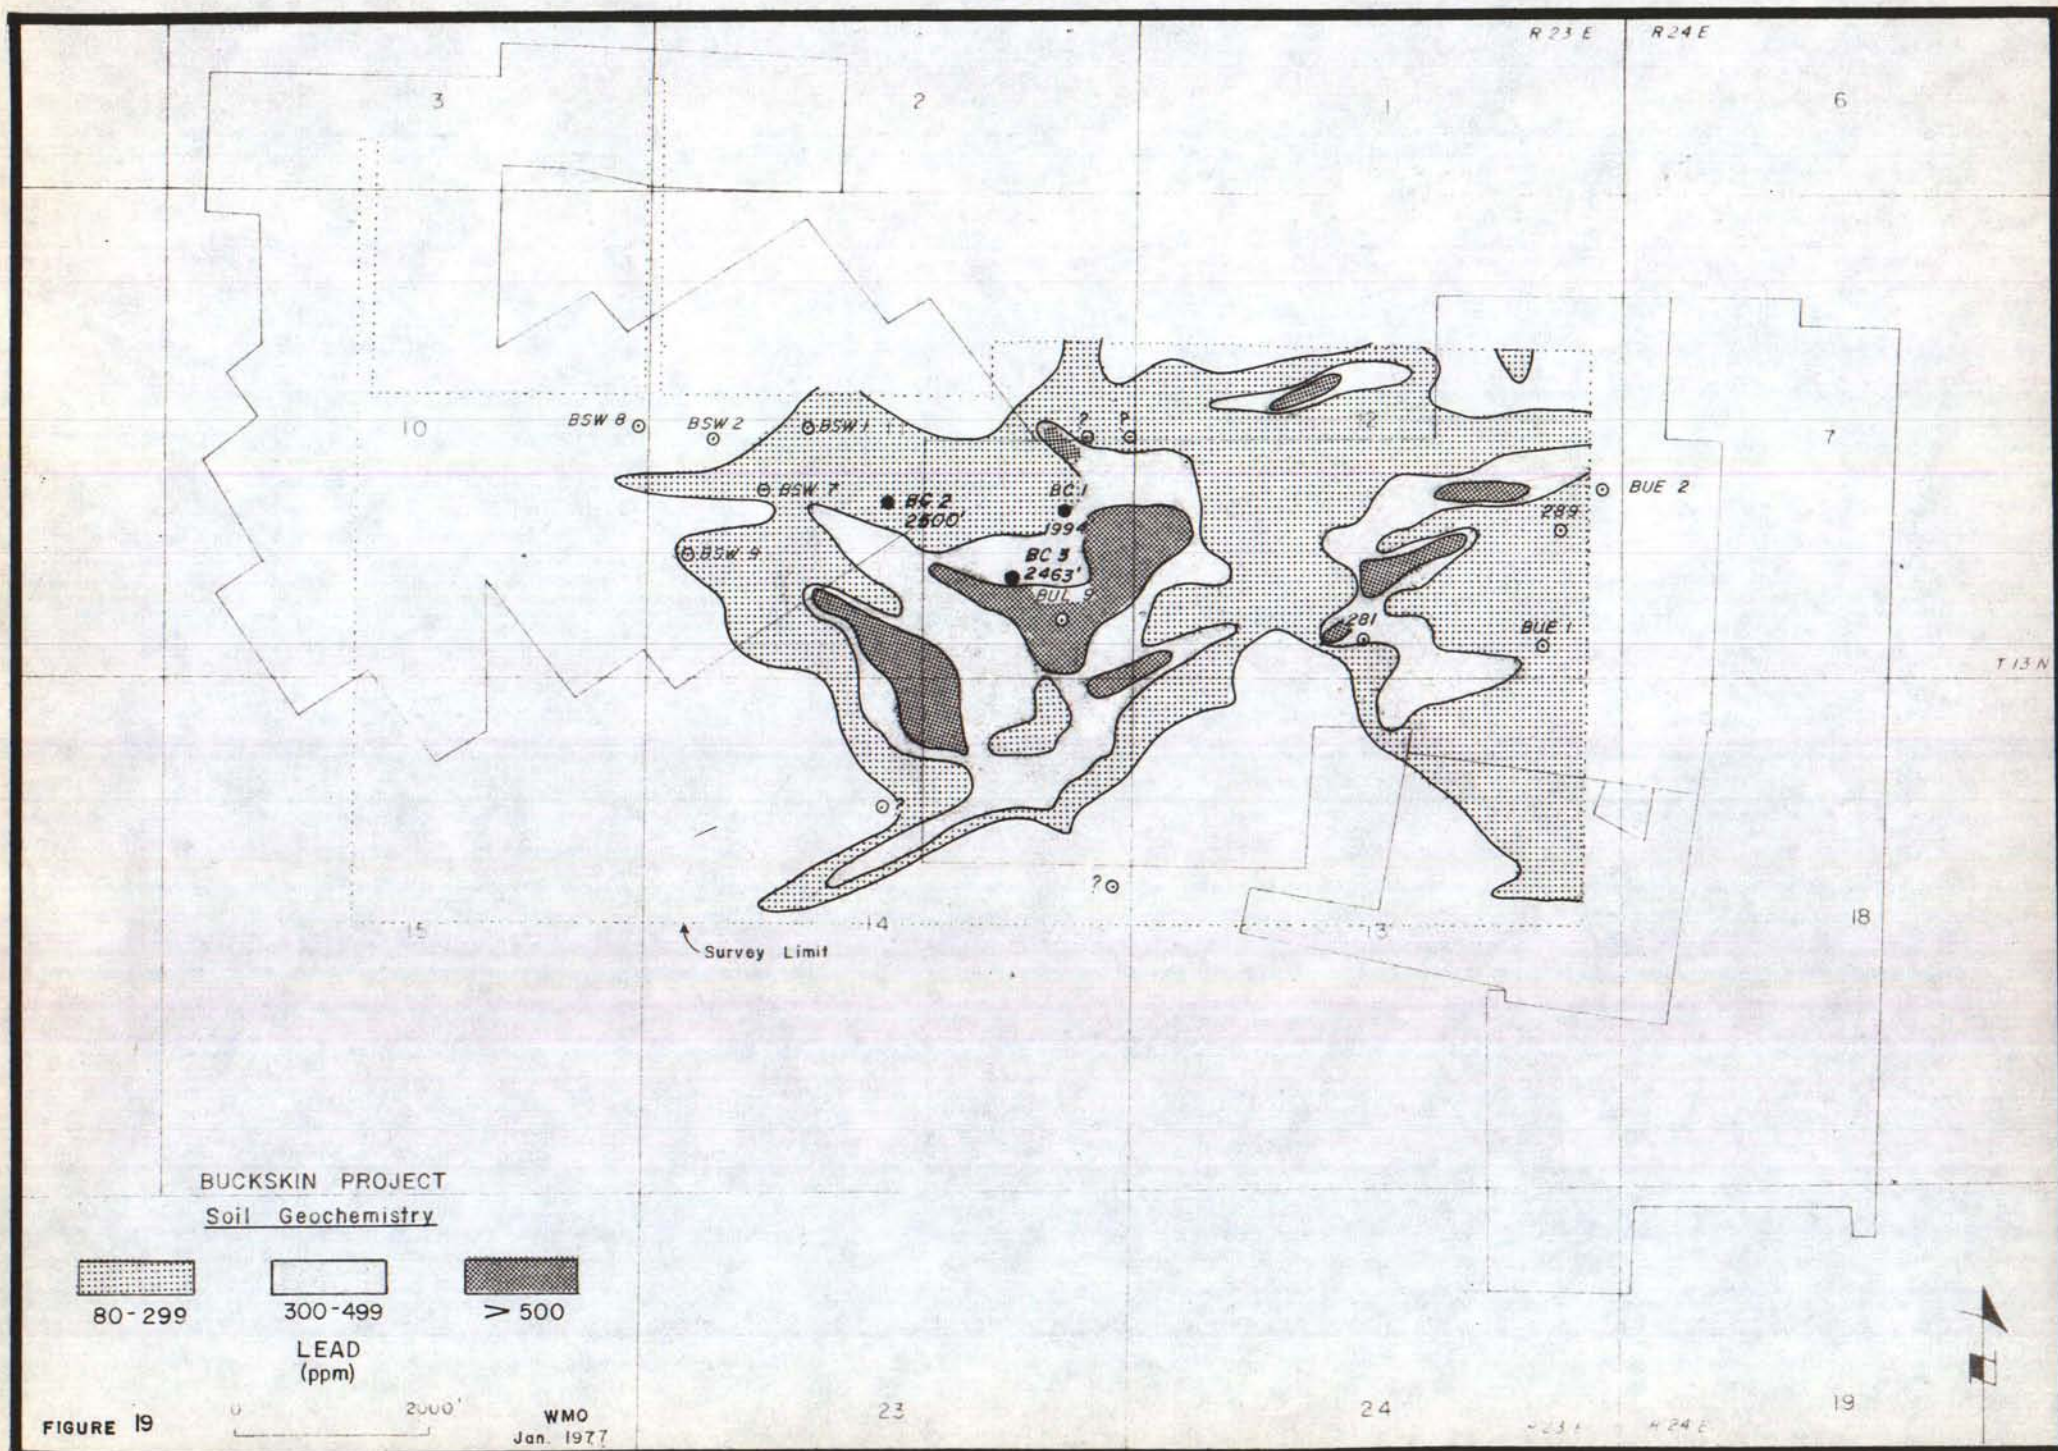 R 23 E
R 24 E
3
2
1
6
10
BSW 8
BSW 2
BSW 1
?
?
12
7
BSW 7
BC 2
2500'
BC 1
1994
BUE 2
289
BSW 9
BC 3
2463'
BUL 9
281
BUE 1
T 13 N
?
?
15
14
13
18
Survey Limit
BUCKSKIN PROJECT
Soil Geochemistry
80-299
300-499
> 500
LEAD
(ppm)
0
2000'
WMO
Jan. 1977
FIGURE 19
23
24
19
R 23 E
R 24 E